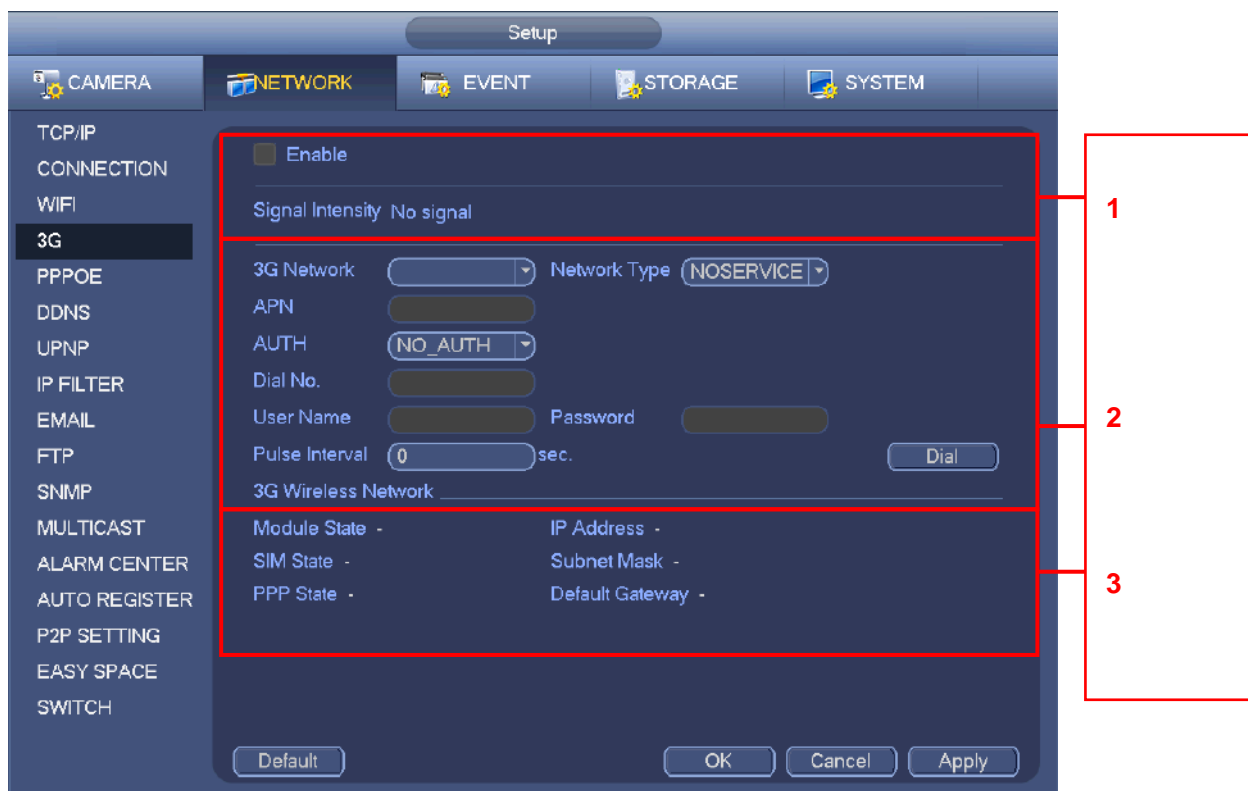 Setup
CAMERA NETWORK EVENT STORAGE SYSTEM
TCP/IP
CONNECTION
WIFI
3G
PPPOE
DDNS
UPNP
IP FILTER
EMAIL
FTP
SNMP
MULTICAST
ALARM CENTER
AUTO REGISTER
P2P SETTING
EASY SPACE
SWITCH
Enable
Signal Intensity No signal
3G Network Network Type NOSERVICE
APN
AUTH NO_AUTH
Dial No.
User Name Password
Pulse Interval 0 sec. Dial
3G Wireless Network
Module State - IP Address -
SIM State - Subnet Mask -
PPP State - Default Gateway -
Default OK Cancel Apply
1
2
3